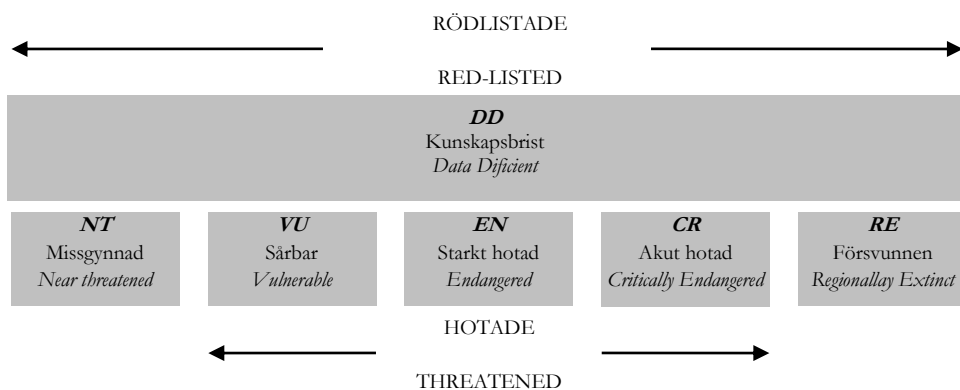 RÖDLISTADE
RED-LISTED
DD
Kunskapsbrist
Data Dificient
NT
Missgynnad
Near threatened
VU
Sårbar
Vulnerable
EN
Starkt hotad
Endangered
CR
Akut hotad
Critically Endangered
RE
Försvunnen
Regionallay Extinct
HOTADE
THREATENED